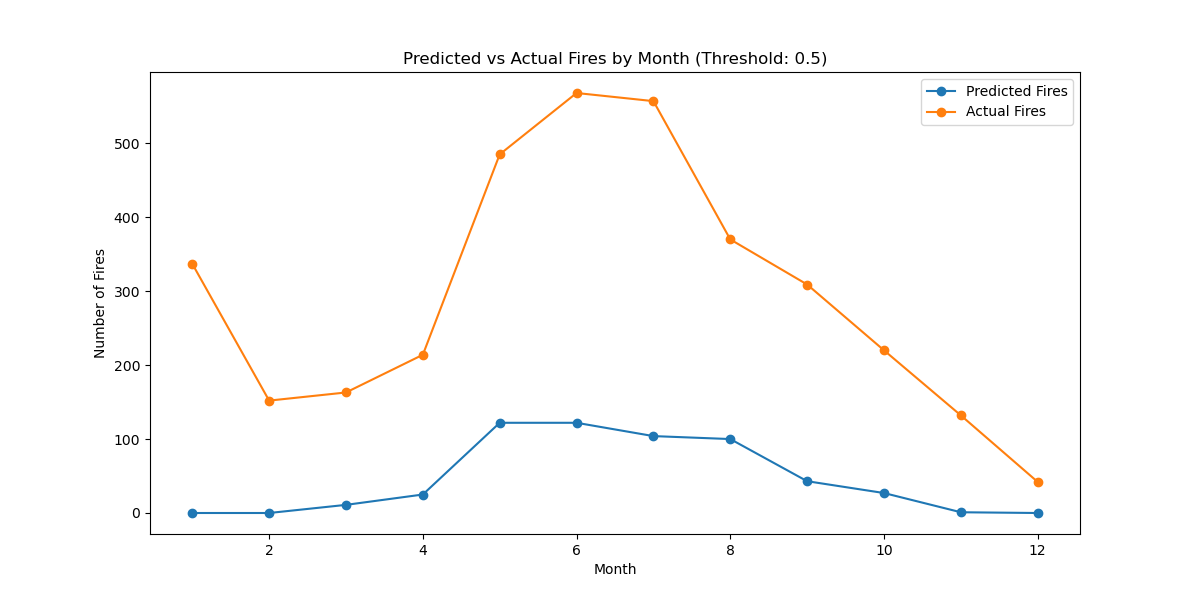 Predicted vs Actual Fires by Month (Threshold: 0.5)
Predicted Fires
Actual Fires
Number of Fires
500
400
300
200
100
0
2 4 6 8 10 12
Month